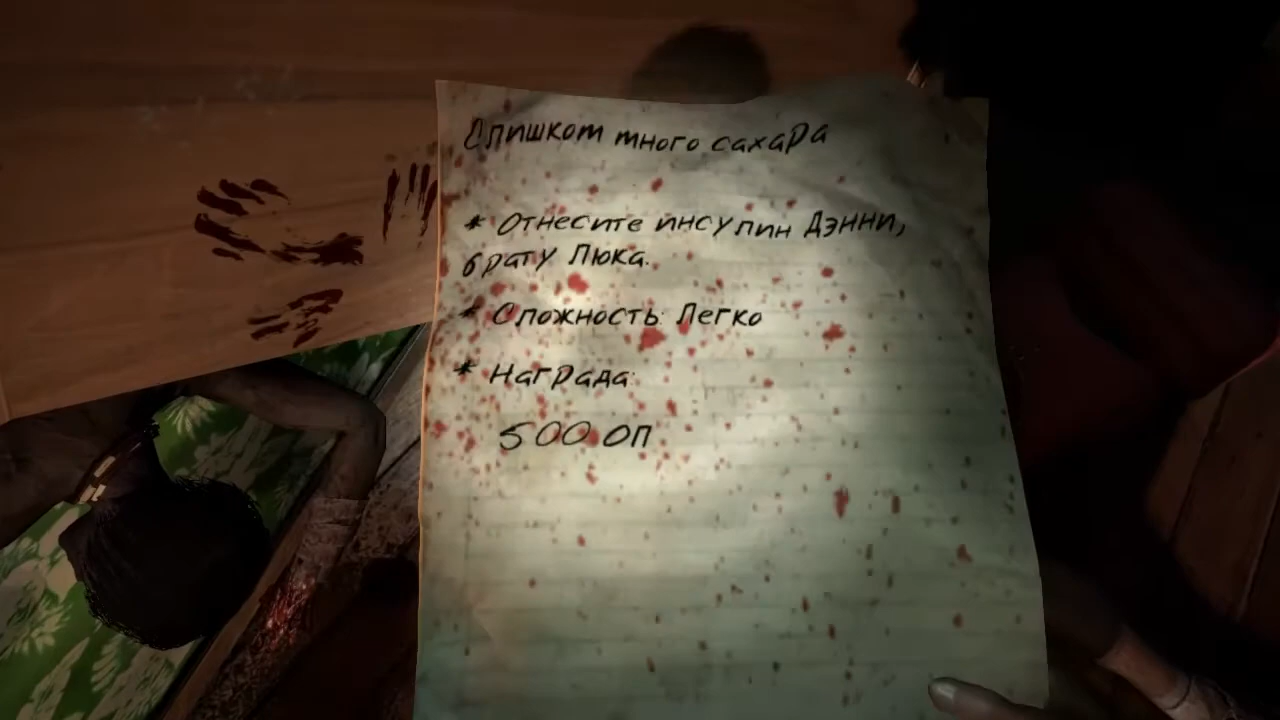 Слишком много сахара
* Отнесите инсулин Дэнни,
брату Люка.
* Сложность: Легко
* Награда:
500 ОП